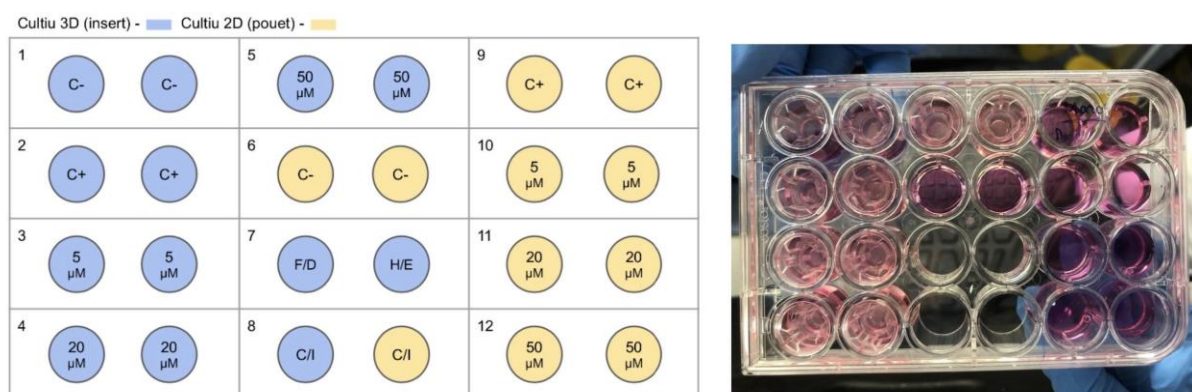 Cultiu 3D (insert) - Cultiu 2D (pouet) -
1 C- C-
5 50 µM 50 µM
9 C+ C+
2 C+ C+
6 C- C-
10 5 µM 5 µM
3 5 µM 5 µM
7 F/D H/E
11 20 µM 20 µM
4 20 µM 20 µM
8 C/I C/I
12 50 µM 50 µM